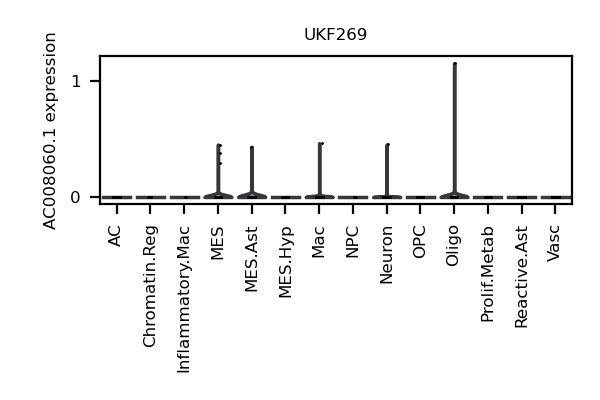 UKF269
AC008060.1 expression
1
0
AC
Chromatin.Reg
Inflammatory.Mac
MES
MES.Ast
MES.Hyp
Mac
NPC
Neuron
OPC
Oligo
Prolif.Metab
Reactive.Ast
Vasc